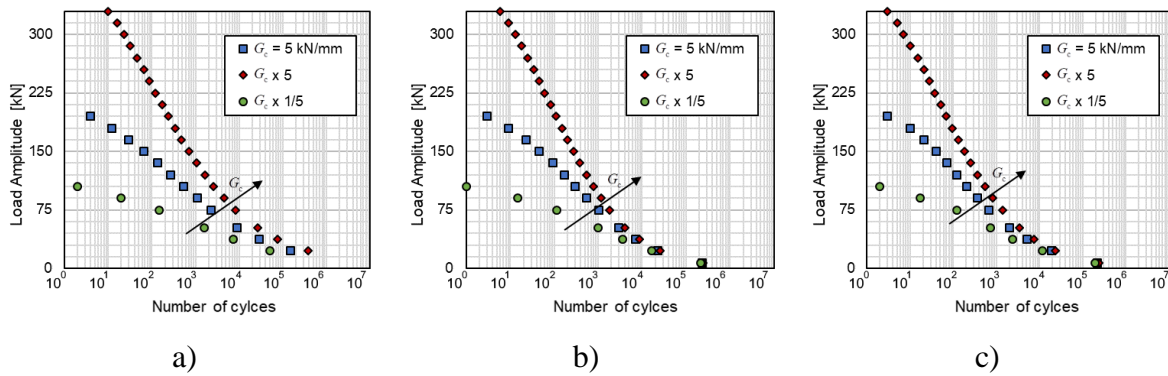 300
225
150
75
0
Load Amplitude [kN]
G_c = 5 kN/mm
G_c x 5
G_c x 1/5
G_c
0 10^1 10^2 10^3 10^4 10^5 10^6 10^7
Number of cylces
a)
300
225
150
75
0
Load Amplitude [kN]
G_c = 5 kN/mm
G_c x 5
G_c x 1/5
G_c
10^0 10^1 10^2 10^3 10^4 10^5 10^6 10^7
Number of cylces
b)
300
225
150
75
0
Load Amplitude [kN]
G_c = 5 kN/mm
G_c x 5
G_c x 1/5
G_c
10^0 10^1 10^2 10^3 10^4 10^5 10^6 10^7
Number of cylces
c)